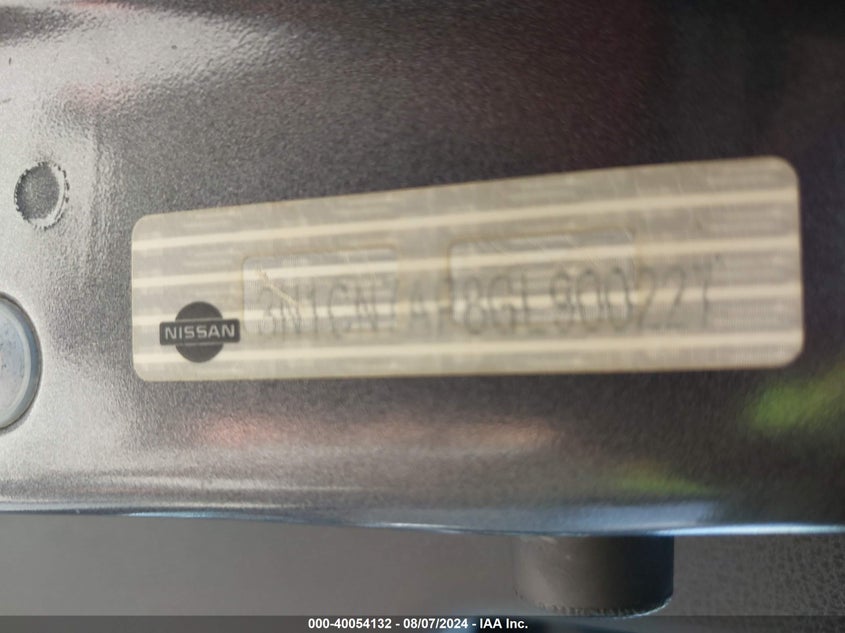 NISSAN 3N1CN7AP8GL900227
000-40054132 - 08/07/2024 - IAA Inc.